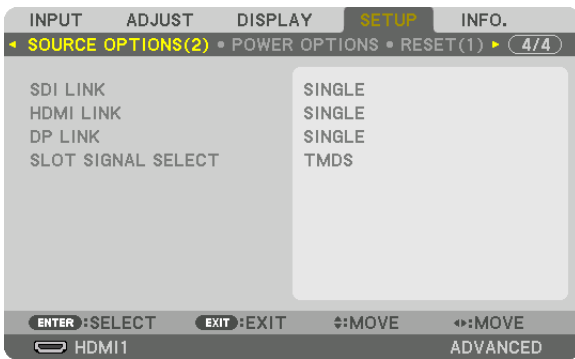 INPUT ADJUST DISPLAY SETUP INFO.
◂ SOURCE OPTIONS(2) • POWER OPTIONS • RESET(1) ▸ 4/4
SDI LINK SINGLE
HDMI LINK SINGLE
DP LINK SINGLE
SLOT SIGNAL SELECT TMDS
ENTER :SELECT EXIT :EXIT :MOVE :MOVE
HDMI1 ADVANCED